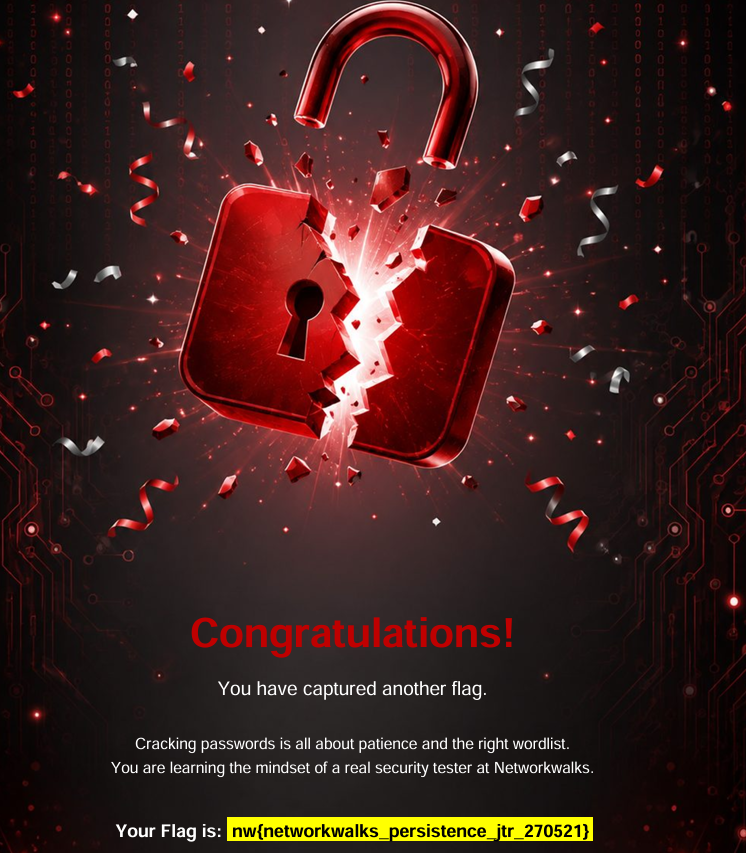 Congratulations!
You have captured another flag.
Cracking passwords is all about patience and the right wordlist.
You are learning the mindset of a real security tester at Networkwalks.
Your Flag is: nw{networkwalks_persistence_jtr_270521}